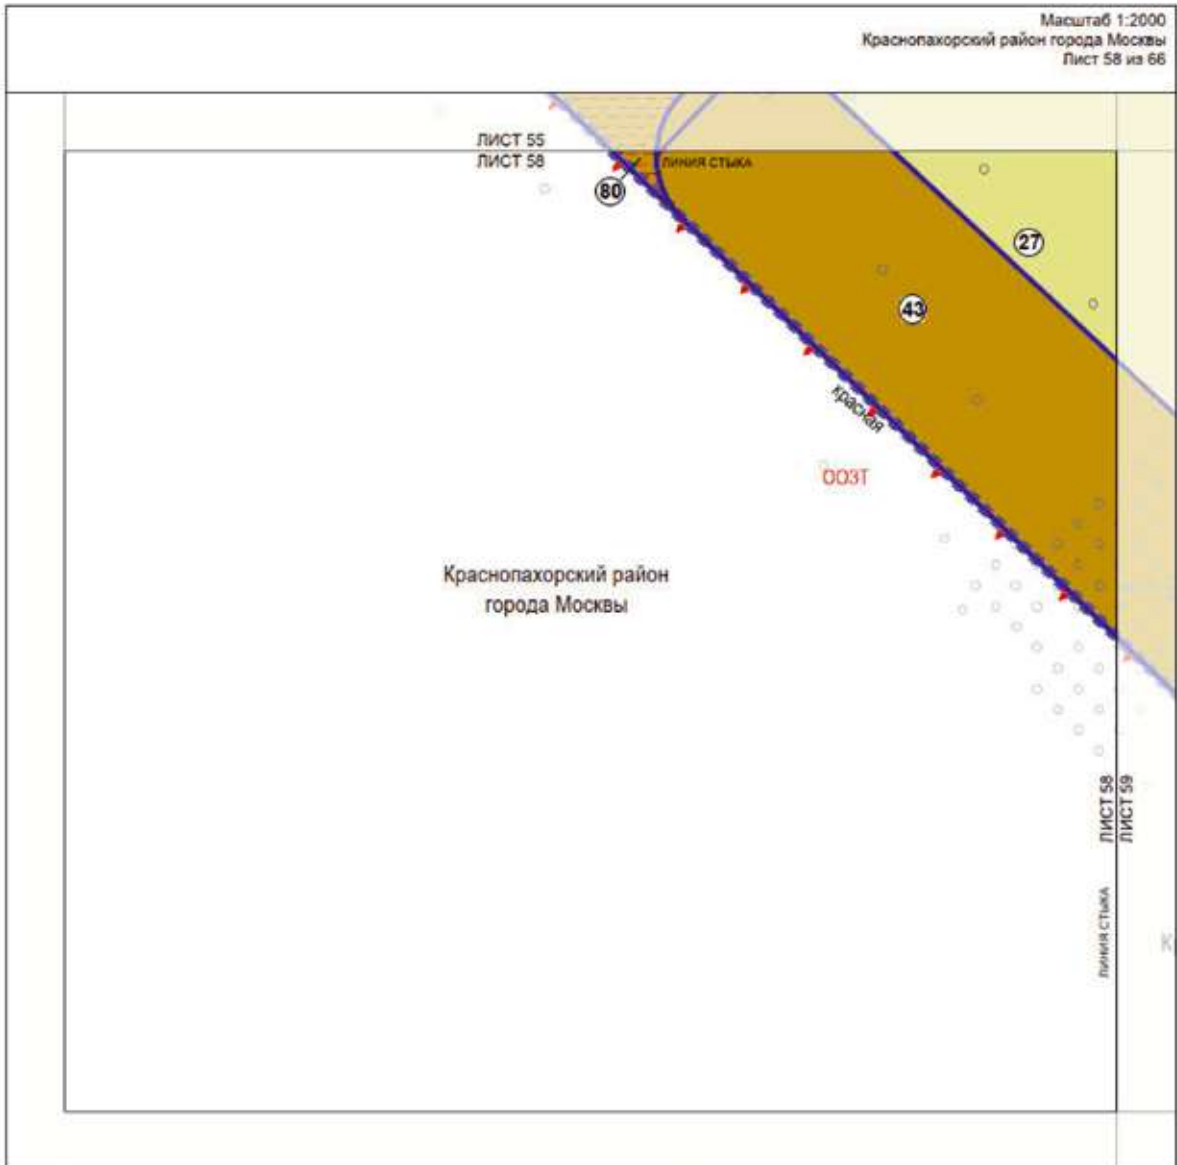 Масштаб 1:2000
Краснопахорский район города Москвы
Лист 58 из 66
ЛИСТ 55
ЛИСТ 58
ЛИНИЯ СТЫКА
80
27
43
красная
ООЗТ
Краснопахорский район
города Москвы
ЛИСТ 58
ЛИСТ 59
ЛИНИЯ СТЫКА
К